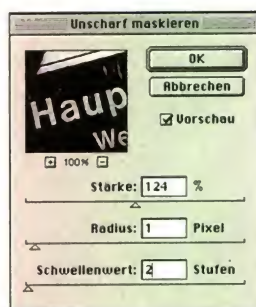 Unscharf maskieren
OK
Abbrechen
Vorschau
Haup
We
100%
Stärke: 124 %
Radius: 1 Pixel
Schwellenwert: 2 Stufen